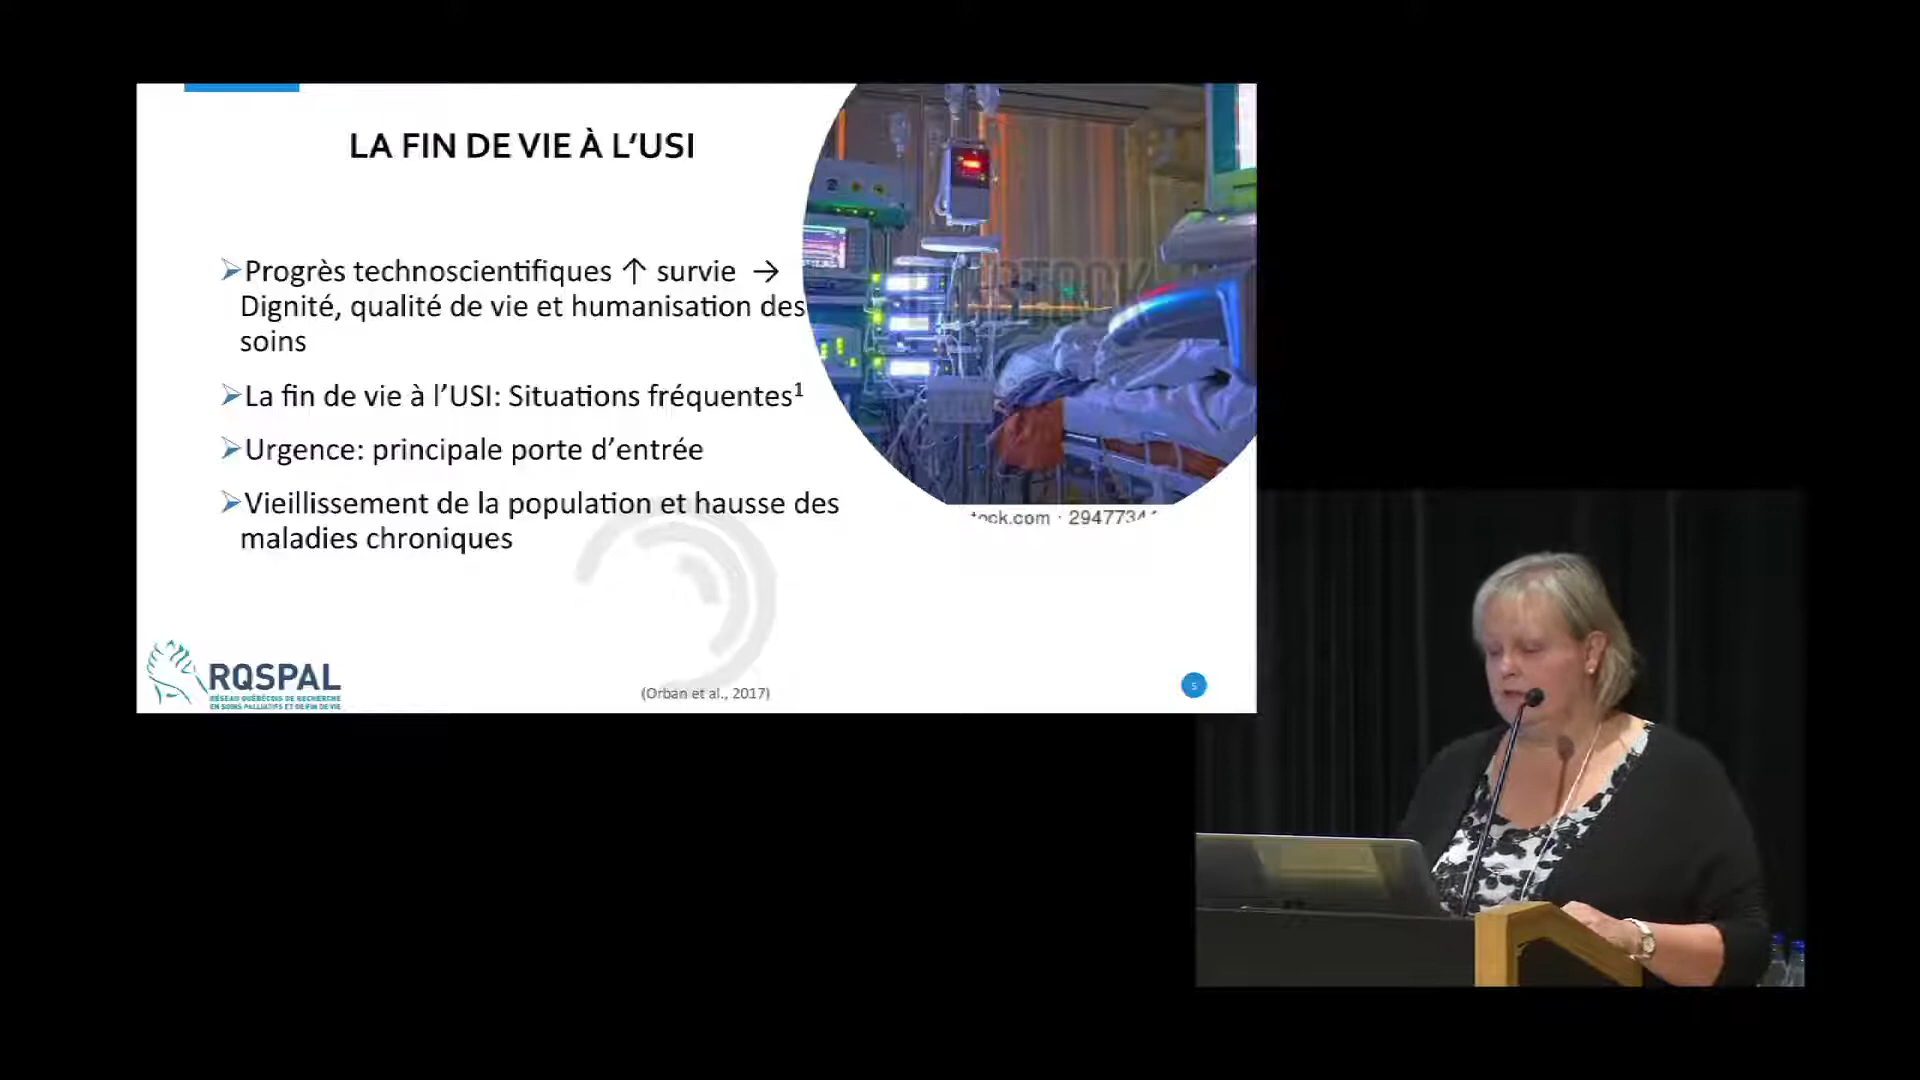 LA FIN DE VIE À L’USI
➢Progrès technoscientifiques ↑ survie →
Dignité, qualité de vie et humanisation des
soins
➢La fin de vie à l’USI: Situations fréquentes¹
➢Urgence: principale porte d’entrée
➢Vieillissement de la population et hausse des
maladies chroniques
tock.com · 2947734
RQSPAL
RÉSEAU QUÉBÉCOIS DE RECHERCHE
EN SOINS PALLIATIFS ET DE FIN DE VIE
(Orban et al., 2017)
5